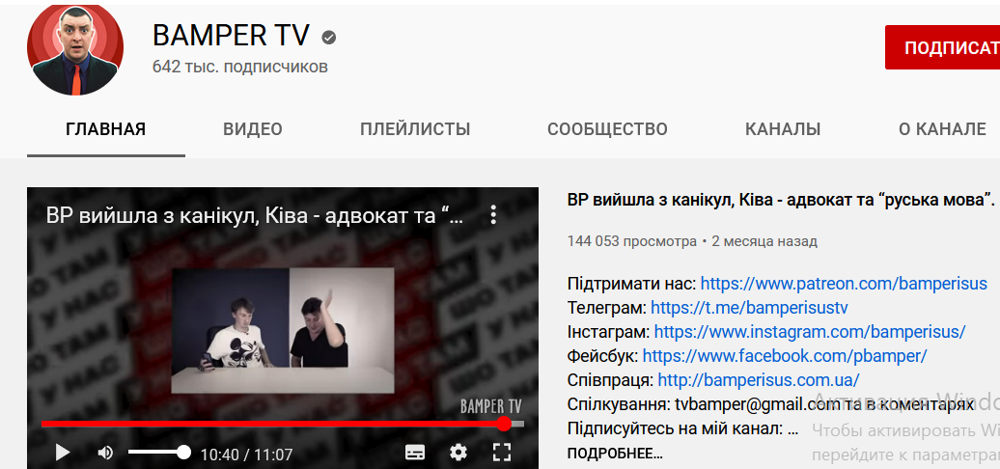 BAMPER TV
642 тыс. подписчиков
ПОДПИСАТ
ГЛАВНАЯ
ВИДЕО
ПЛЕЙЛИСТЫ
СООБЩЕСТВО
КАНАЛЫ
О КАНАЛЕ
ВР вийшла з канікул, Ківа - адвокат та “...
ШО ТАМ
У НАС
BAMPER TV
10:40 / 11:07
ВР вийшла з канікул, Ківа - адвокат та “руська мова”.
144 053 просмотра • 2 месяца назад
Підтримати нас: https://www.patreon.com/bamperisus
Телеграм: https://t.me/bamperisustv
Інстаграм: https://www.instagram.com/bamperisus/
Фейсбук: https://www.facebook.com/pbamper/
Співпраця: http://bamperisus.com.ua/
Спілкування: tvbamper@gmail.com та в коментарях
Підписуйтесь на мій канал: ...
ПОДРОБНЕЕ...
Активация Windo
Чтобы активировать Wi
перейдите к параметра